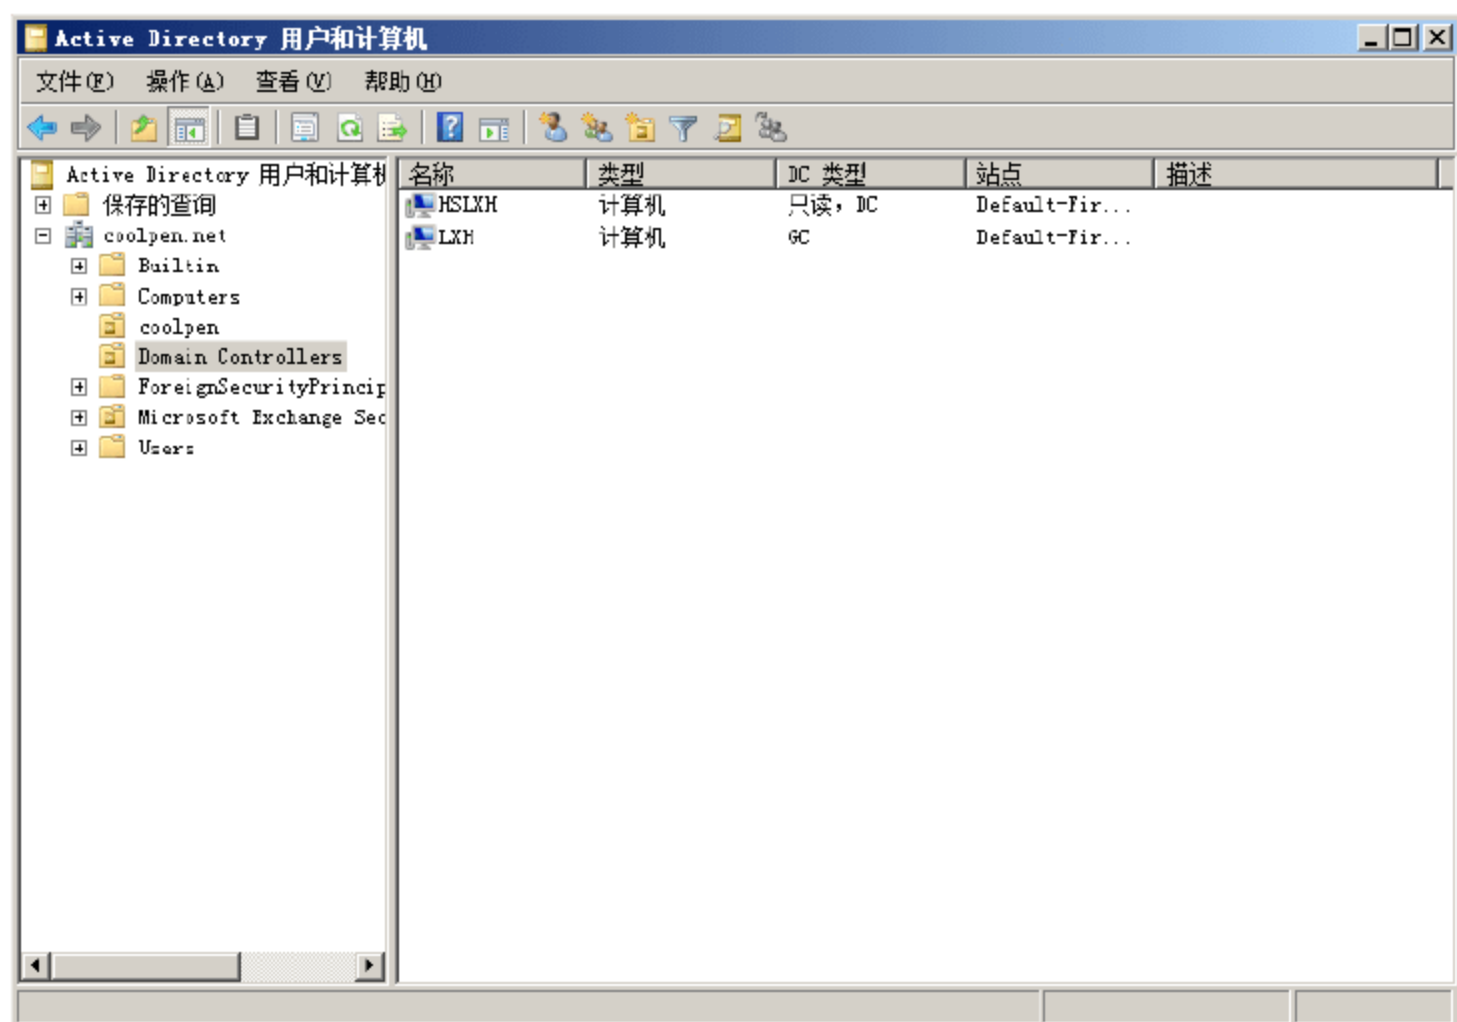 Active Directory 用户和计算机
文件(F) 操作(A) 查看(V) 帮助(H)
Active Directory 用户和计算机
保存的查询
coolpen.net
Builtin
Computers
coolpen
Domain Controllers
ForeignSecurityPrincip
Microsoft Exchange Sec
Users
名称 类型 DC 类型 站点 描述
HSLXH 计算机 只读, DC Default-Fir...
LXH 计算机 GC Default-Fir...